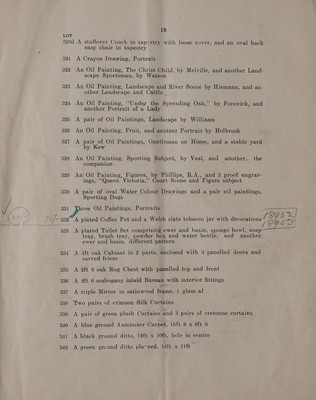 18
LOT
320d A stuffover Couch in tapestry with loose cover, and an oval back
easy chair in tapestry
321 A Crayon Drawing, Portrait
322 An Oil Painting, The Christ Child, by Melville, and another Land-
scape Sportsman, by Watson
323 An Oil Painting, Landscape and River Scene by Hiemann, and an-
other Landscape and Cattle
324 An Oil Painting, "Under the Spreading Oak," by Forswick, and
another Portrait of a Lady
325 A pair of Oil Paintings, Landscape by Williams
326 An Oil Painting, Fruit, and another Portrait by Holbrook
327 A pair of Oil Paintings, Gentleman on Horse, and a stable yard
by Kew
328 An Oil Painting, Sporting Subject, by Veal, and another, the
companion
329 An Oil Painting, Figures, by Phillips, R.A., and 3 proof engrav-
ings, "Queen Victoria," Court Scene and Figure subject
330 A pair of oval Water Colour Drawings and a pair oil paintings,
Sporting Dogs
331 Three Oil Paintings, Portraits
332 A plated Coffee Pot and a Welsh slate tobacco jar with decorations
333 A plated Toilet Set comprising ewer and basin, sponge bowl, soap
tray, brush tray, powder box and water bottle, and another
ewer and basin, different pattern
334 A 3ft oak Cabinet in 2 parts, enclosed with 4 panelled doors and
carved frieze
335 A 2ft 6 oak Rug Chest with panelled top and front
336 A 2ft 6 mahogany inlaid Bureau with interior fittings
337 A triple Mirror in satinwood frame, 1 glass af
338 Two pairs of crimson Silk Curtains
339 A pair of green plush Curtains and 3 pairs of cretonne curtains
340 A blue ground Axminster Carpet, 15ft 6 x 6ft 6
341 A black ground ditto, 12ft x 10ft, hole in centre
342 A green ground ditto 14ft x 11ft